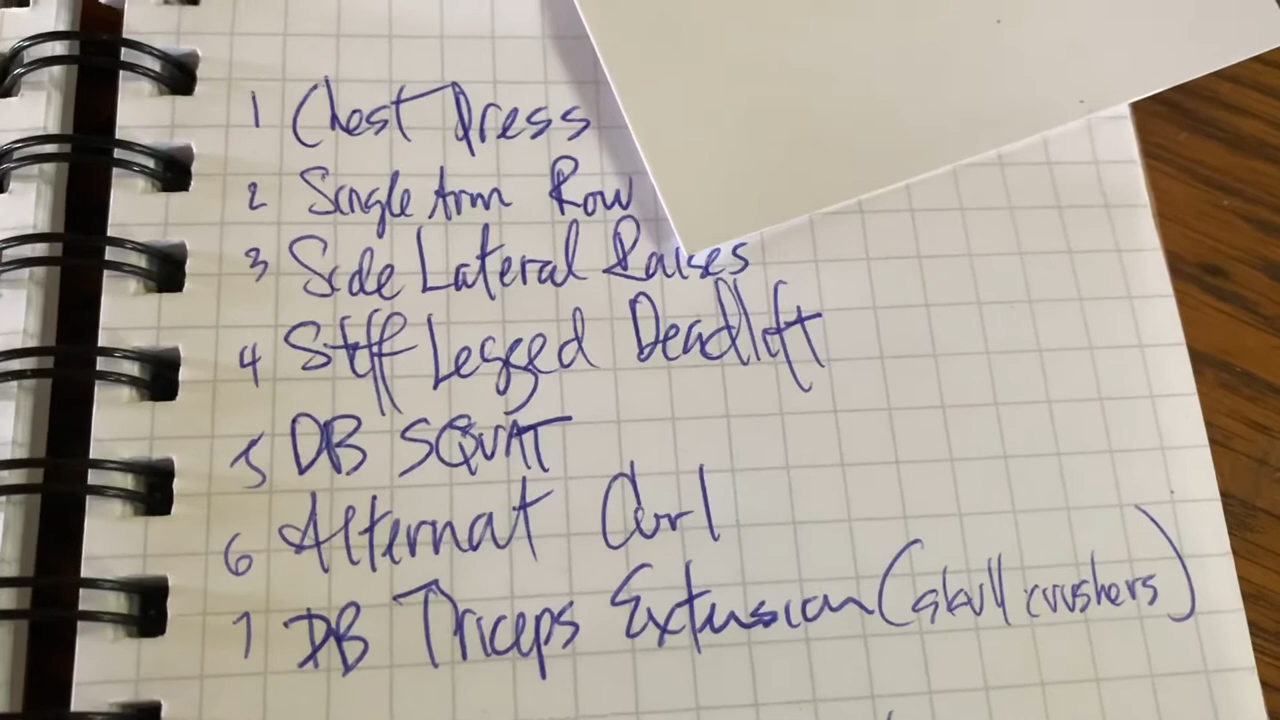 1 Chest Press
2 Single Arm Row
3 Side Lateral Raises
4 Stiff Legged Deadlift
5 DB SQUAT
6 Alternat Curl
7 DB Triceps Extension (skull crushers)